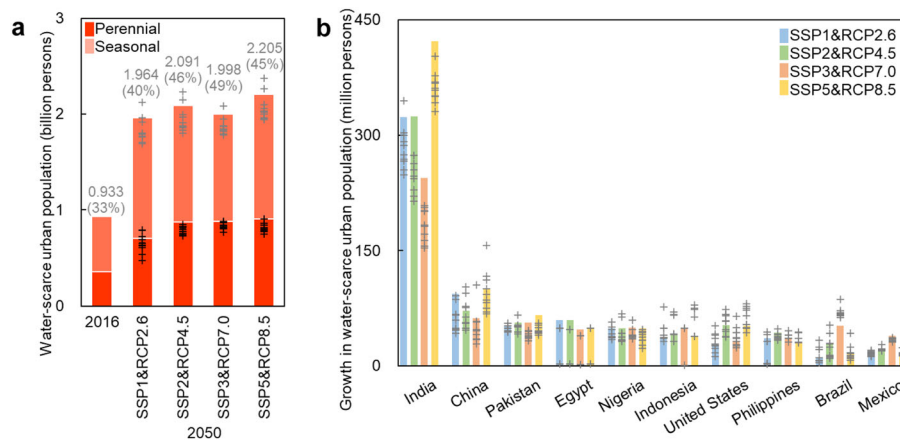 a
Perennial
Seasonal
Water-scarce urban population (billion persons)
3
2
1
0
0.933
(33%)
1.964
(40%)
2.091
(46%)
1.998
(49%)
2.205
(45%)
2016
SSP1&RCP2.6
SSP2&RCP4.5
SSP3&RCP7.0
SSP5&RCP8.5
2050
b
Growth in water-scarce urban population (million persons)
450
300
150
0
SSP1&RCP2.6
SSP2&RCP4.5
SSP3&RCP7.0
SSP5&RCP8.5
India
China
Pakistan
Egypt
Nigeria
Indonesia
United States
Philippines
Brazil
Mexico